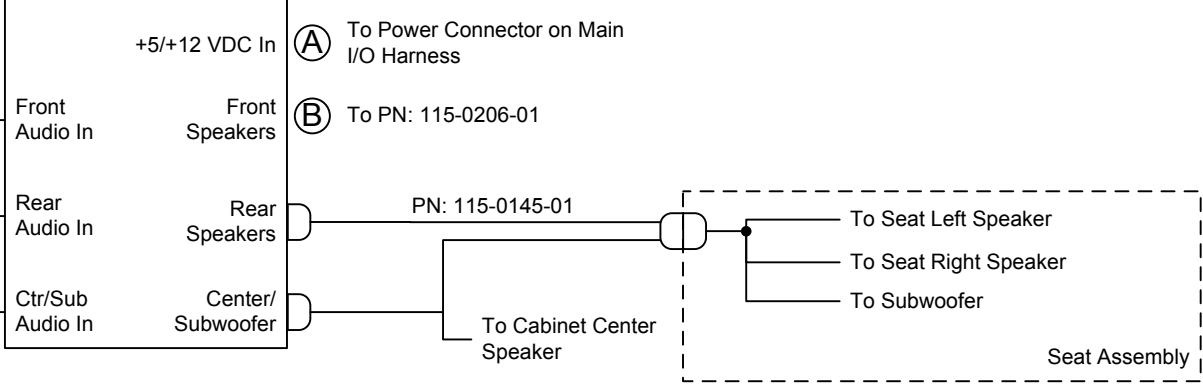 +5/+12 VDC In
A
To Power Connector on Main
I/O Harness
Front
Audio In
Front
Speakers
B
To PN: 115-0206-01
Rear
Audio In
Rear
Speakers
PN: 115-0145-01
To Seat Left Speaker
To Seat Right Speaker
To Subwoofer
Ctr/Sub
Audio In
Center/
Subwoofer
To Cabinet Center
Speaker
Seat Assembly